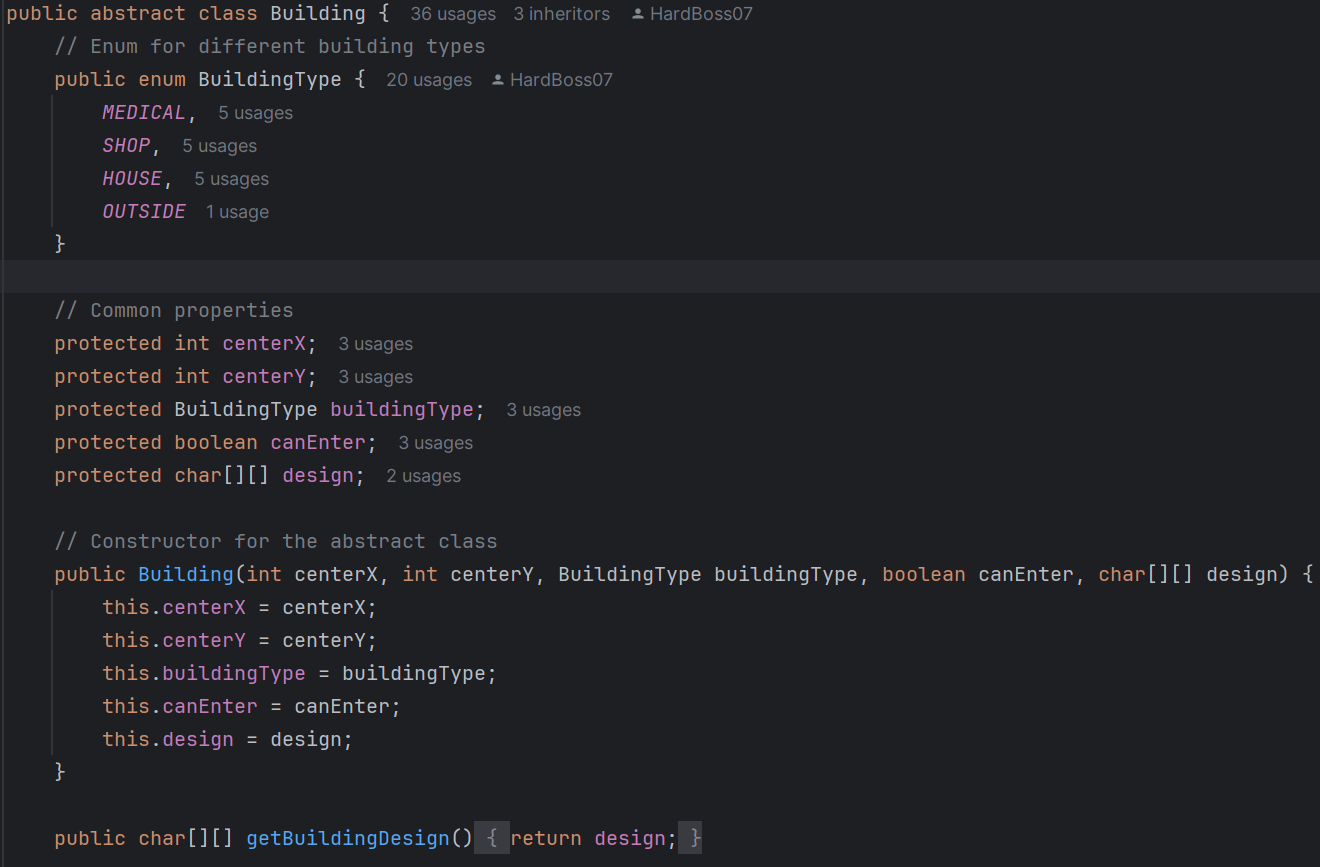 public abstract class Building {  36 usages  3 inheritors  HardBoss07
    // Enum for different building types
    public enum BuildingType {  20 usages  HardBoss07
        MEDICAL,  5 usages
        SHOP,  5 usages
        HOUSE,  5 usages
        OUTSIDE  1 usage
    }

    // Common properties
    protected int centerX;  3 usages
    protected int centerY;  3 usages
    protected BuildingType buildingType;  3 usages
    protected boolean canEnter;  3 usages
    protected char[][] design;  2 usages

    // Constructor for the abstract class
    public Building(int centerX, int centerY, BuildingType buildingType, boolean canEnter, char[][] design) {
        this.centerX = centerX;
        this.centerY = centerY;
        this.buildingType = buildingType;
        this.canEnter = canEnter;
        this.design = design;
    }

    public char[][] getBuildingDesign() { return design; }